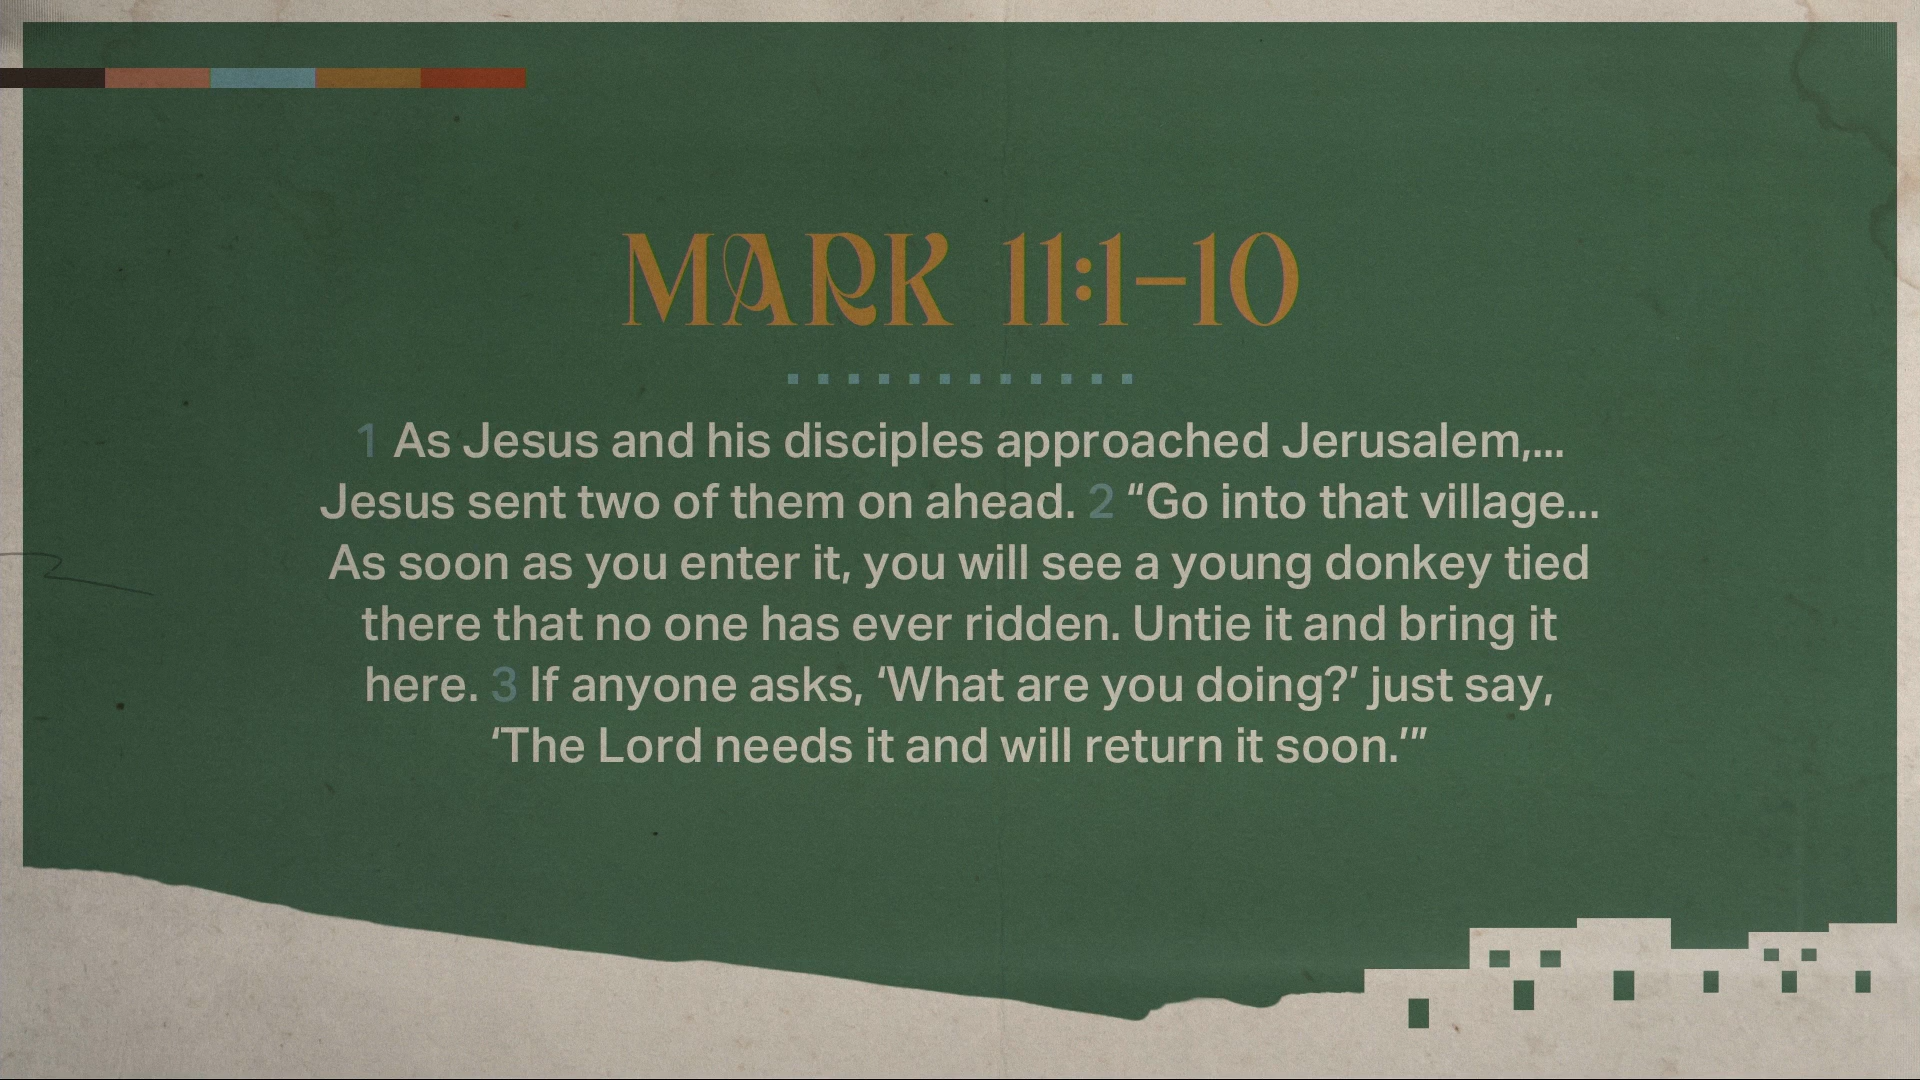 MARK 11:1–10
1 As Jesus and his disciples approached Jerusalem,...
Jesus sent two of them on ahead. 2 “Go into that village...
As soon as you enter it, you will see a young donkey tied
there that no one has ever ridden. Untie it and bring it
here. 3 If anyone asks, ‘What are you doing?’ just say,
‘The Lord needs it and will return it soon.’”